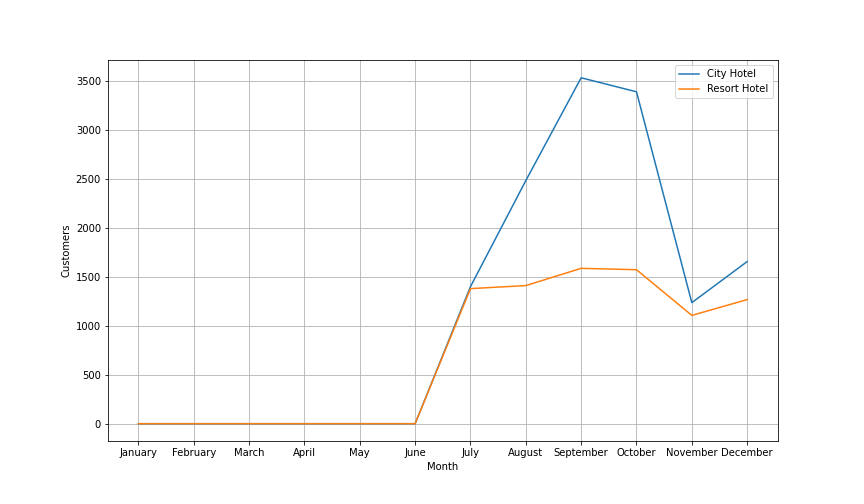 City Hotel
Resort Hotel
3500
3000
2500
2000
1500
1000
500
0
Customers
January February March April May June July August September October November December
Month